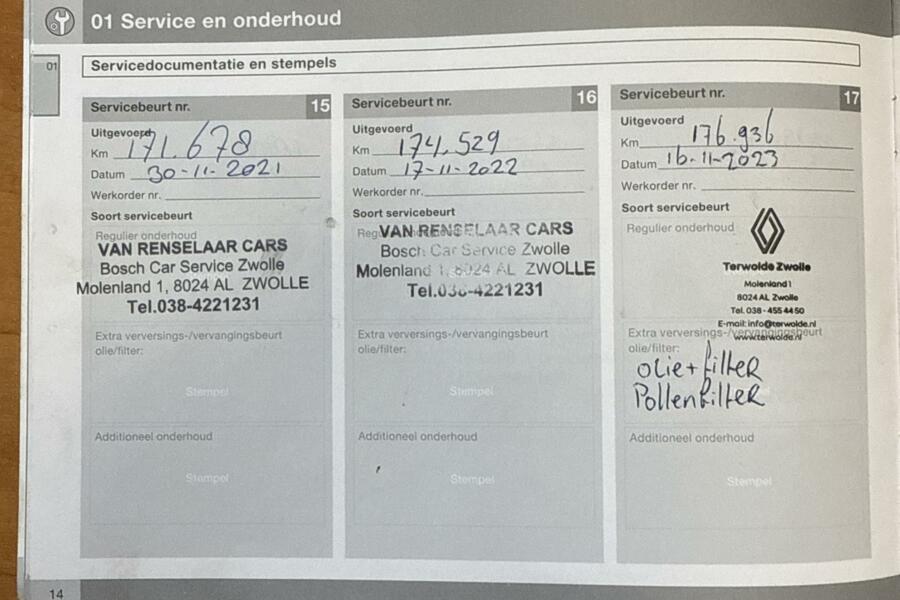 01 Service en onderhoud
01
Servicedocumentatie en stempels
Servicebeurt nr. 15
Uitgevoerd
Km 171.678
Datum 30-11-2021
Werkorder nr.
Soort servicebeurt
Regulier onderhoud
VAN RENSELAAR CARS
Bosch Car Service Zwolle
Molenland 1, 8024 AL ZWOLLE
Tel.038-4221231
Extra verversings-/vervangingsbeurt
olie/filter:
Stempel
Additioneel onderhoud
Stempel
Servicebeurt nr. 16
Uitgevoerd
Km 174.529
Datum 17-11-2022
Werkorder nr.
Soort servicebeurt
VAN RENSELAAR CARS
Bosch Car Service Zwolle
Molenland 1, 8024 AL ZWOLLE
Tel.038-4221231
Extra verversings-/vervangingsbeurt
olie/filter:
Stempel
Additioneel onderhoud
Stempel
Servicebeurt nr. 17
Uitgevoerd
Km 176.936
Datum 16-11-2023
Werkorder nr.
Soort servicebeurt
Regulier onderhoud
Terwolde Zwolle
Molenland 1
8024 AL Zwolle
Tel. 038 - 455 44 50
E-mail: info@terwolde.nl
www.terwolde.nl
Extra verversings-/vervangingsbeurt
olie/filter:
olie + filter
Pollenfilter
Additioneel onderhoud
Stempel
14